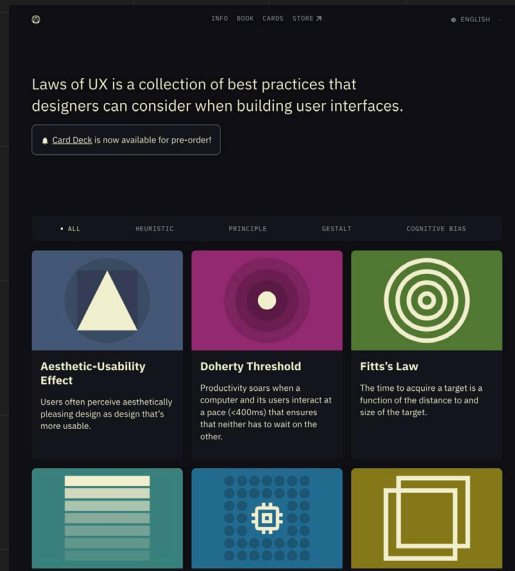 INFO BOOK CARDS STORE
ENGLISH
Laws of UX is a collection of best practices that
designers can consider when building user interfaces.
Card Deck is now available for pre-order!
ALL HEURISTIC PRINCIPLE GESTALT COGNITIVE BIAS
Aesthetic-Usability
Effect
Users often perceive aesthetically
pleasing design as design that's
more usable.
Doherty Threshold
Productivity soars when a
computer and its users interact at
a pace (<400ms) that ensures
that neither has to wait on the
other.
Fitts's Law
The time to acquire a target is a
function of the distance to and
size of the target.